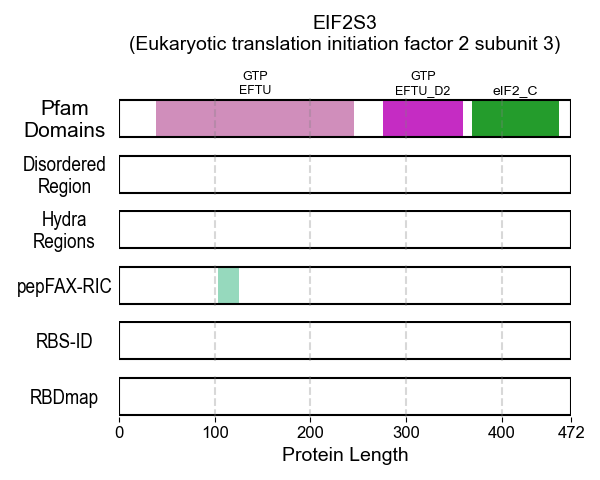 EIF2S3
(Eukaryotic translation initiation factor 2 subunit 3)
GTP
EFTU
GTP
EFTU_D2
eIF2_C
Pfam
Domains
Disordered
Region
Hydra
Regions
pepFAX-RIC
RBS-ID
RBDmap
0 100 200 300 400 472
Protein Length